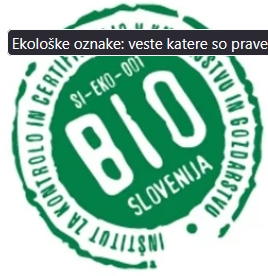 Ekološke oznake: veste katere so prave
INŠTITUT ZA KONTROLO IN CERTIFI
STVU IN GOZDARSTVU
SI-EKO-001
BIO
SLOVENIJA